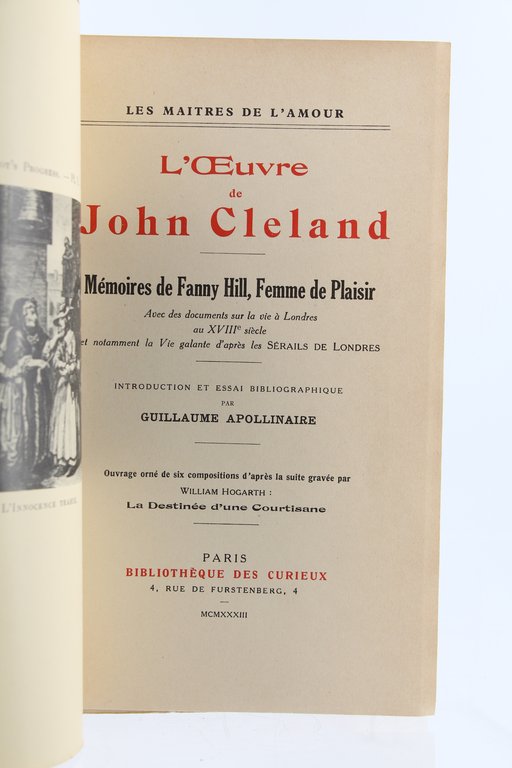 LES MAITRES DE L'AMOUR
L'Œuvre
de
John Cleland
Mémoires de Fanny Hill, Femme de Plaisir
Avec des documents sur la vie à Londres
au XVIIIe siècle
et notamment la Vie galante d'après les SÉRAILS DE LONDRES
INTRODUCTION ET ESSAI BIBLIOGRAPHIQUE
PAR
GUILLAUME APOLLINAIRE
Ouvrage orné de six compositions d'après la suite gravée par
WILLIAM HOGARTH :
La Destinée d'une Courtisane
PARIS
BIBLIOTHÈQUE DES CURIEUX
4, RUE DE FURSTENBERG, 4
MCMXXXIII
PROGRESS. — P.
L'INNOCENCE